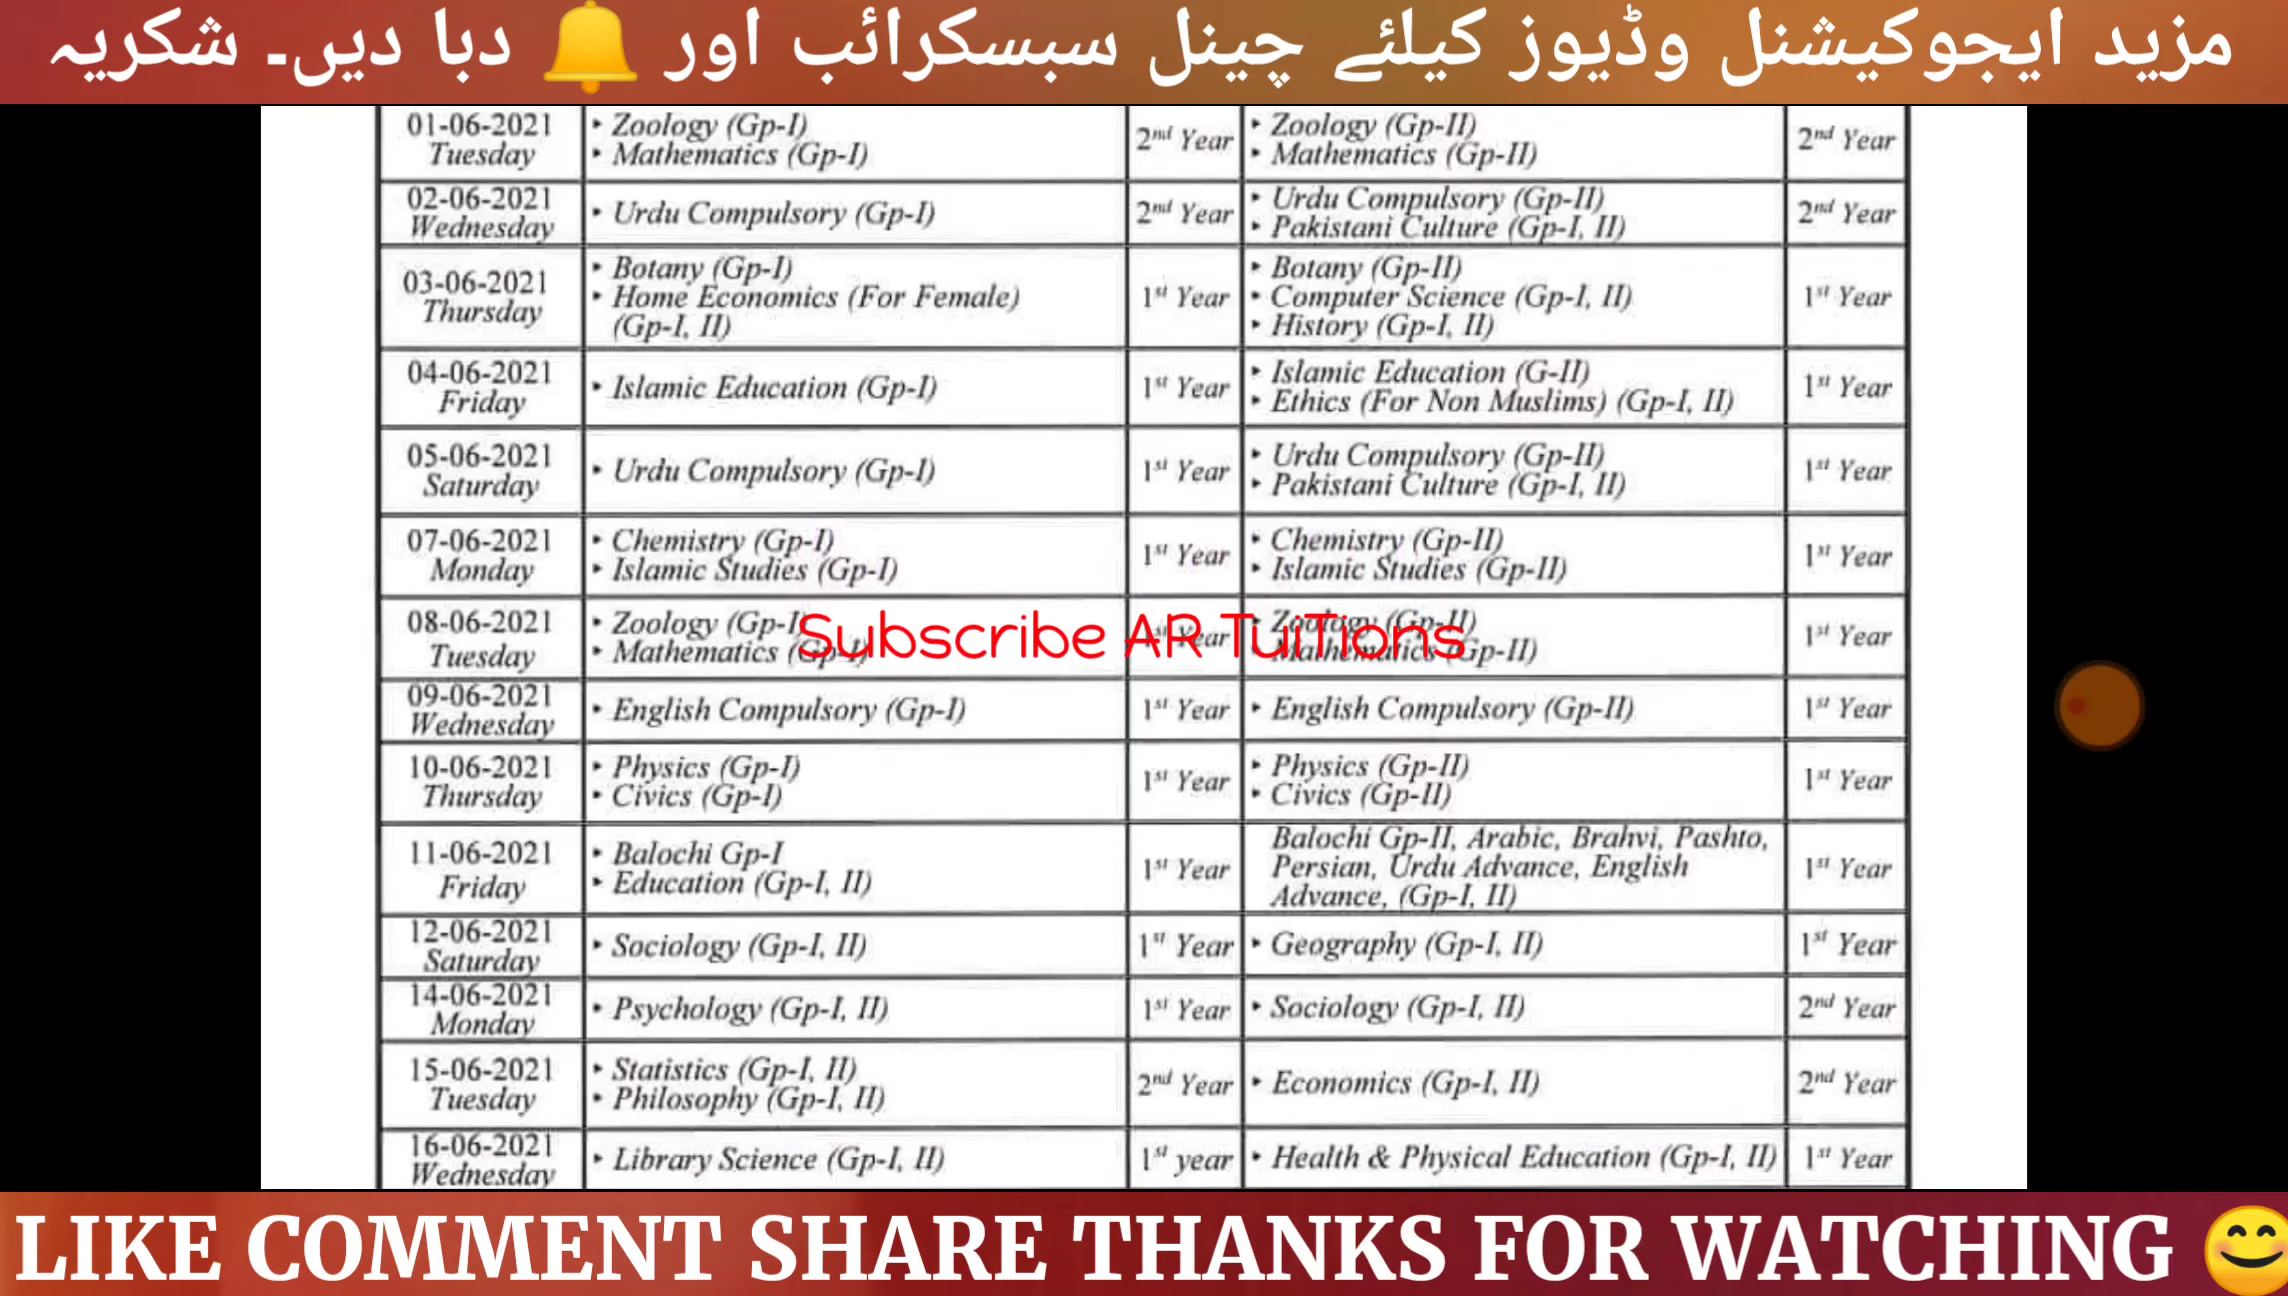 مزید ایجوکیشنل وڈیوز کیلئے چینل سبسکرائب اور 🔔 دبا دیں۔ شکریہ
01-06-2021 Tuesday
‣ Zoology (Gp-I)
‣ Mathematics (Gp-I)
2nd Year
‣ Zoology (Gp-II)
‣ Mathematics (Gp-II)
2nd Year
02-06-2021 Wednesday
‣ Urdu Compulsory (Gp-I)
2nd Year
‣ Urdu Compulsory (Gp-II)
‣ Pakistani Culture (Gp-I, II)
2nd Year
03-06-2021 Thursday
‣ Botany (Gp-I)
‣ Home Economics (For Female)
(Gp-I, II)
1st Year
‣ Botany (Gp-II)
‣ Computer Science (Gp-I, II)
‣ History (Gp-I, II)
1st Year
04-06-2021 Friday
‣ Islamic Education (Gp-I)
1st Year
‣ Islamic Education (G-II)
‣ Ethics (For Non Muslims) (Gp-I, II)
1st Year
05-06-2021 Saturday
‣ Urdu Compulsory (Gp-I)
1st Year
‣ Urdu Compulsory (Gp-II)
‣ Pakistani Culture (Gp-I, II)
1st Year
07-06-2021 Monday
‣ Chemistry (Gp-I)
‣ Islamic Studies (Gp-I)
1st Year
‣ Chemistry (Gp-II)
‣ Islamic Studies (Gp-II)
1st Year
08-06-2021 Tuesday
‣ Zoology (Gp-I)
‣ Mathematics (Gp-I)
1st Year
‣ Zoology (Gp-II)
‣ Mathematics (Gp-II)
1st Year
Subscribe AR TuiTions
09-06-2021 Wednesday
‣ English Compulsory (Gp-I)
1st Year
‣ English Compulsory (Gp-II)
1st Year
10-06-2021 Thursday
‣ Physics (Gp-I)
‣ Civics (Gp-I)
1st Year
‣ Physics (Gp-II)
‣ Civics (Gp-II)
1st Year
11-06-2021 Friday
‣ Balochi Gp-I
‣ Education (Gp-I, II)
1st Year
Balochi Gp-II, Arabic, Brahvi, Pashto,
Persian, Urdu Advance, English
Advance, (Gp-I, II)
1st Year
12-06-2021 Saturday
‣ Sociology (Gp-I, II)
1st Year
‣ Geography (Gp-I, II)
1st Year
14-06-2021 Monday
‣ Psychology (Gp-I, II)
1st Year
‣ Sociology (Gp-I, II)
2nd Year
15-06-2021 Tuesday
‣ Statistics (Gp-I, II)
‣ Philosophy (Gp-I, II)
2nd Year
‣ Economics (Gp-I, II)
2nd Year
16-06-2021 Wednesday
‣ Library Science (Gp-I, II)
1st year
‣ Health & Physical Education (Gp-I, II)
1st Year
LIKE COMMENT SHARE THANKS FOR WATCHING 😊